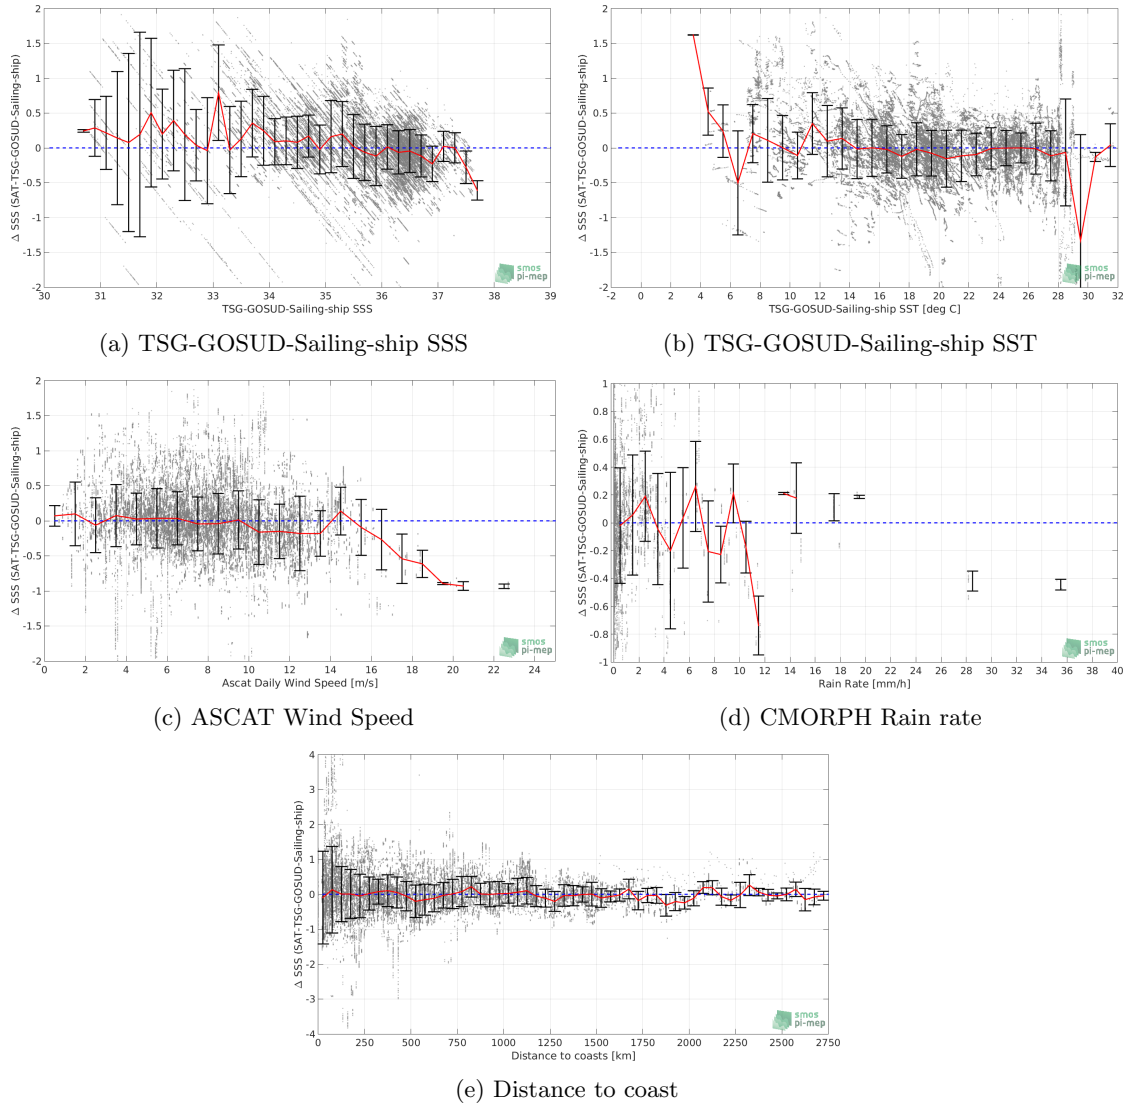 2
1.5
1
0.5
0
-0.5
-1
-1.5
-2
Δ SSS (SAT-TSG-GOSUD-Sailing-ship)
30 31 32 33 34 35 36 37 38 39
TSG-GOSUD-Sailing-ship SSS
smos
pi-mep
(a) TSG-GOSUD-Sailing-ship SSS
2
1.5
1
0.5
0
-0.5
-1
-1.5
-2
Δ SSS (SAT-TSG-GOSUD-Sailing-ship)
-2 0 2 4 6 8 10 12 14 16 18 20 22 24 26 28 30 32
TSG-GOSUD-Sailing-ship SST [deg C]
smos
pi-mep
(b) TSG-GOSUD-Sailing-ship SST
2
1.5
1
0.5
0
-0.5
-1
-1.5
-2
Δ SSS (SAT-TSG-GOSUD-Sailing-ship)
0 2 4 6 8 10 12 14 16 18 20 22 24
Ascat Daily Wind Speed [m/s]
smos
pi-mep
(c) ASCAT Wind Speed
1
0.8
0.6
0.4
0.2
0
-0.2
-0.4
-0.6
-0.8
-1
Δ SSS (SAT-TSG-GOSUD-Sailing-ship)
0 2 4 6 8 10 12 14 16 18 20 22 24 26 28 30 32 34 36 38 40
Rain Rate [mm/h]
smos
pi-mep
(d) CMORPH Rain rate
4
3
2
1
0
-1
-2
-3
-4
Δ SSS (SAT-TSG-GOSUD-Sailing-ship)
0 250 500 750 1000 1250 1500 1750 2000 2250 2500 2750
Distance to coasts [km]
smos
pi-mep
(e) Distance to coast